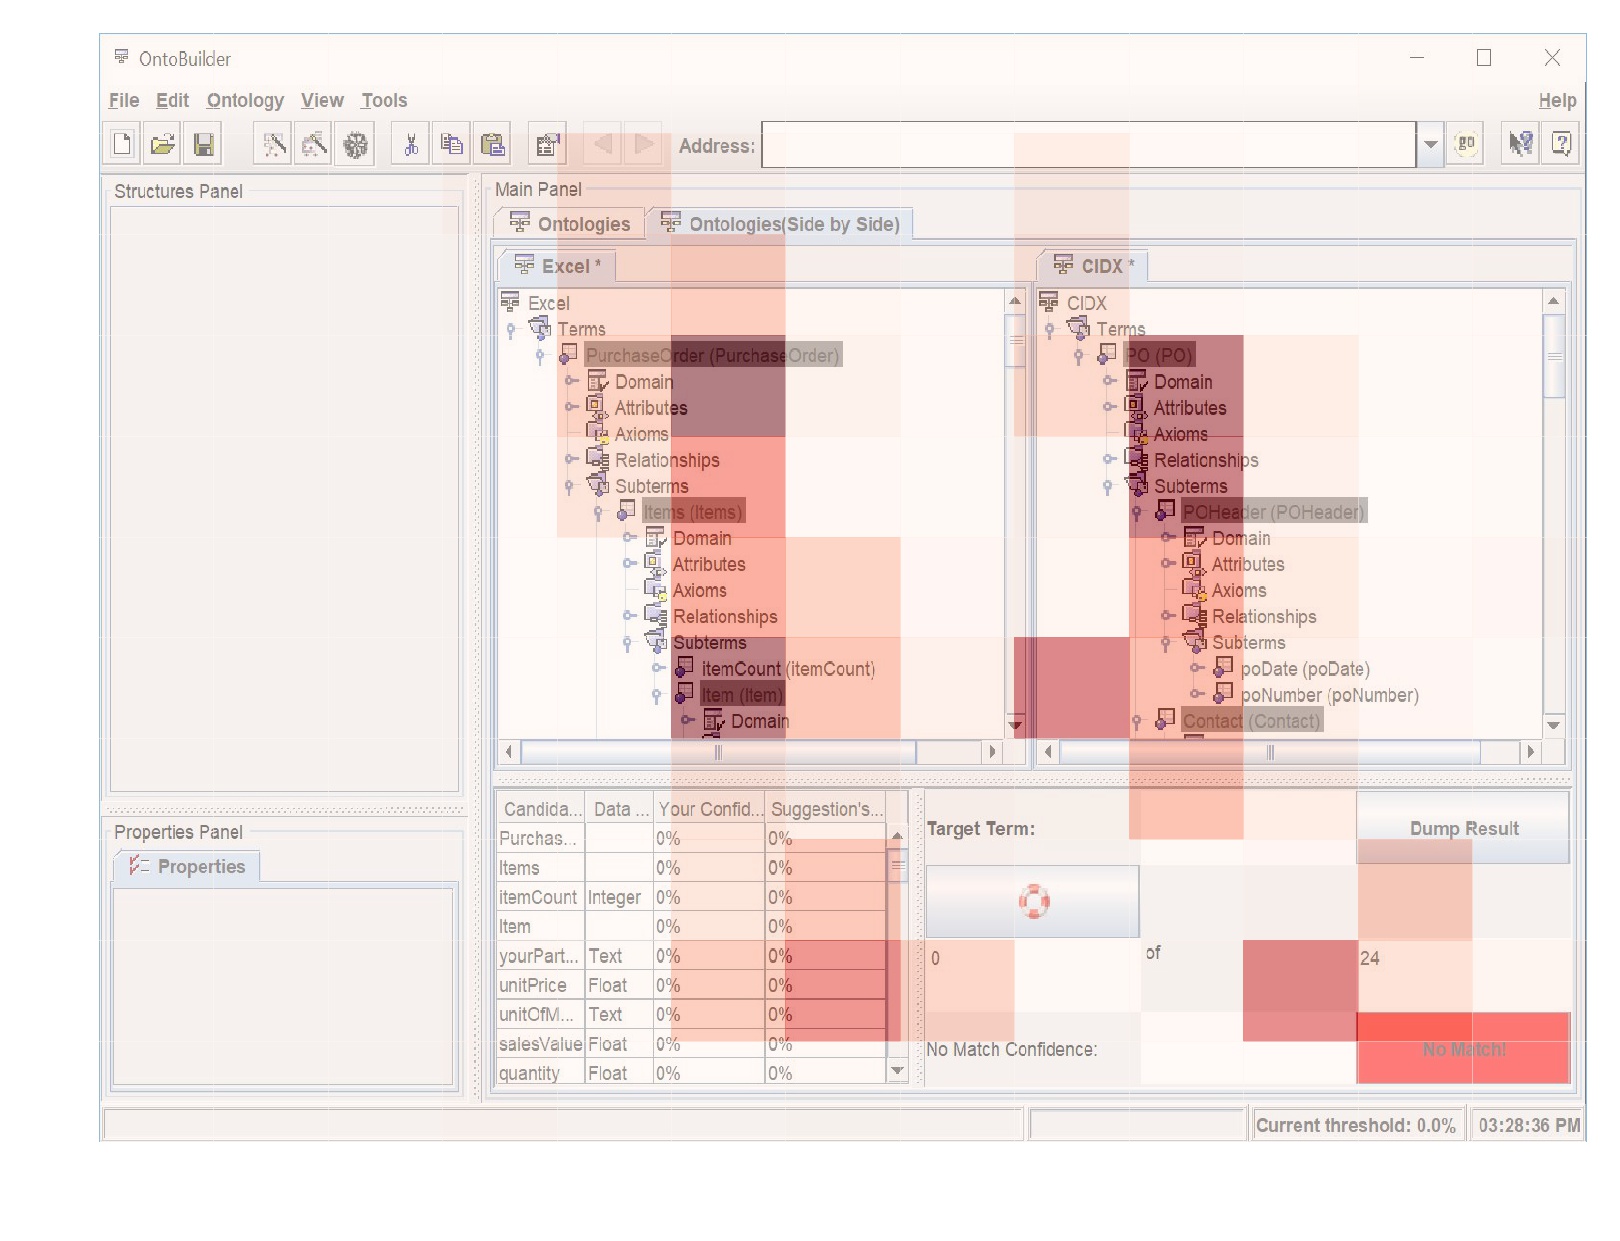 OntoBuilder
File Edit Ontology View Tools Help
Address: go
Structures Panel
Main Panel
Ontologies Ontologies(Side by Side)
Excel * CIDX *
Excel
Terms
PurchaseOrder (PurchaseOrder)
Domain
Attributes
Axioms
Relationships
Subterms
Items (Items)
Domain
Attributes
Axioms
Relationships
Subterms
itemCount (itemCount)
Item (Item)
Domain
CIDX
Terms
PO (PO)
Domain
Attributes
Axioms
Relationships
Subterms
POHeader (POHeader)
Domain
Attributes
Axioms
Relationships
Subterms
poDate (poDate)
poNumber (poNumber)
Contact (Contact)
Properties Panel
Properties
Candida... Data ... Your Confid... Suggestion's...
Purchas... 0% 0%
Items 0% 0%
itemCount Integer 0% 0%
Item 0% 0%
yourPart... Text 0% 0%
unitPrice Float 0% 0%
unitOfM... Text 0% 0%
salesValue Float 0% 0%
quantity Float 0% 0%
Target Term:
Dump Result
0 of 24
No Match Confidence:
No Match!
Current threshold: 0.0% 03:28:36 PM